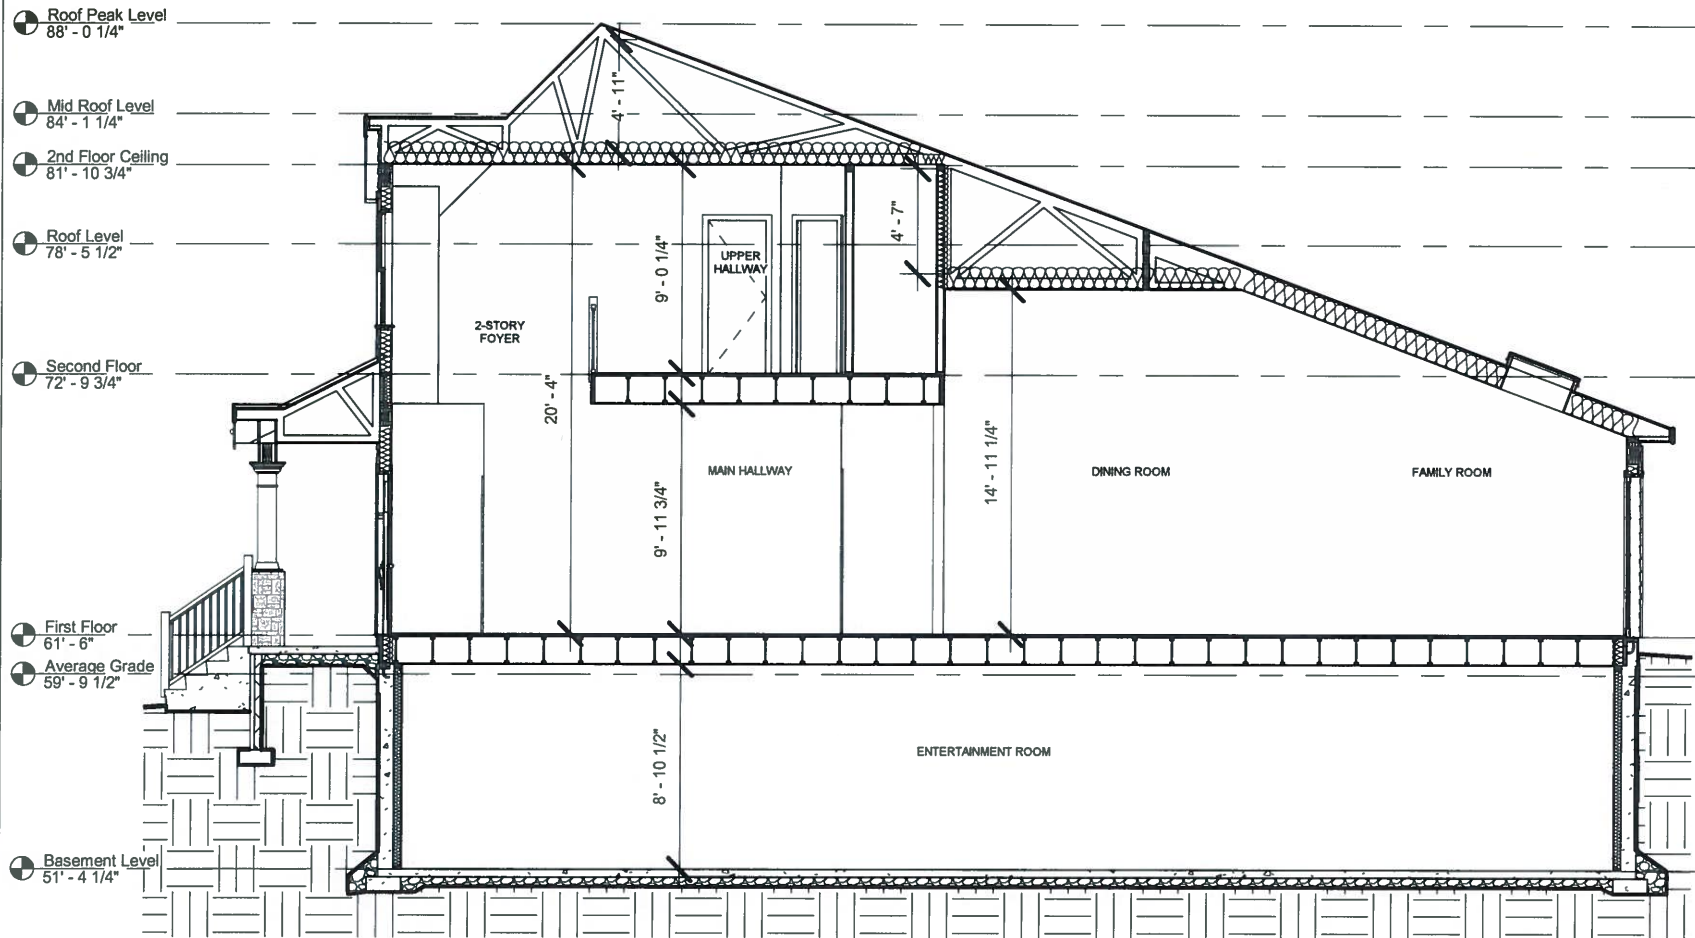 Roof Peak Level
88' - 0 1/4"
Mid Roof Level
84' - 1 1/4"
2nd Floor Ceiling
81' - 10 3/4"
Roof Level
78' - 5 1/2"
Second Floor
72' - 9 3/4"
First Floor
61' - 6"
Average Grade
59' - 9 1/2"
Basement Level
51' - 4 1/4"
4' - 11"
4' - 7"
9' - 0 1/4"
UPPER
HALLWAY
2-STORY
FOYER
20' - 4"
14' - 11 1/4"
MAIN HALLWAY
DINING ROOM
FAMILY ROOM
9' - 11 3/4"
8' - 10 1/2"
ENTERTAINMENT ROOM